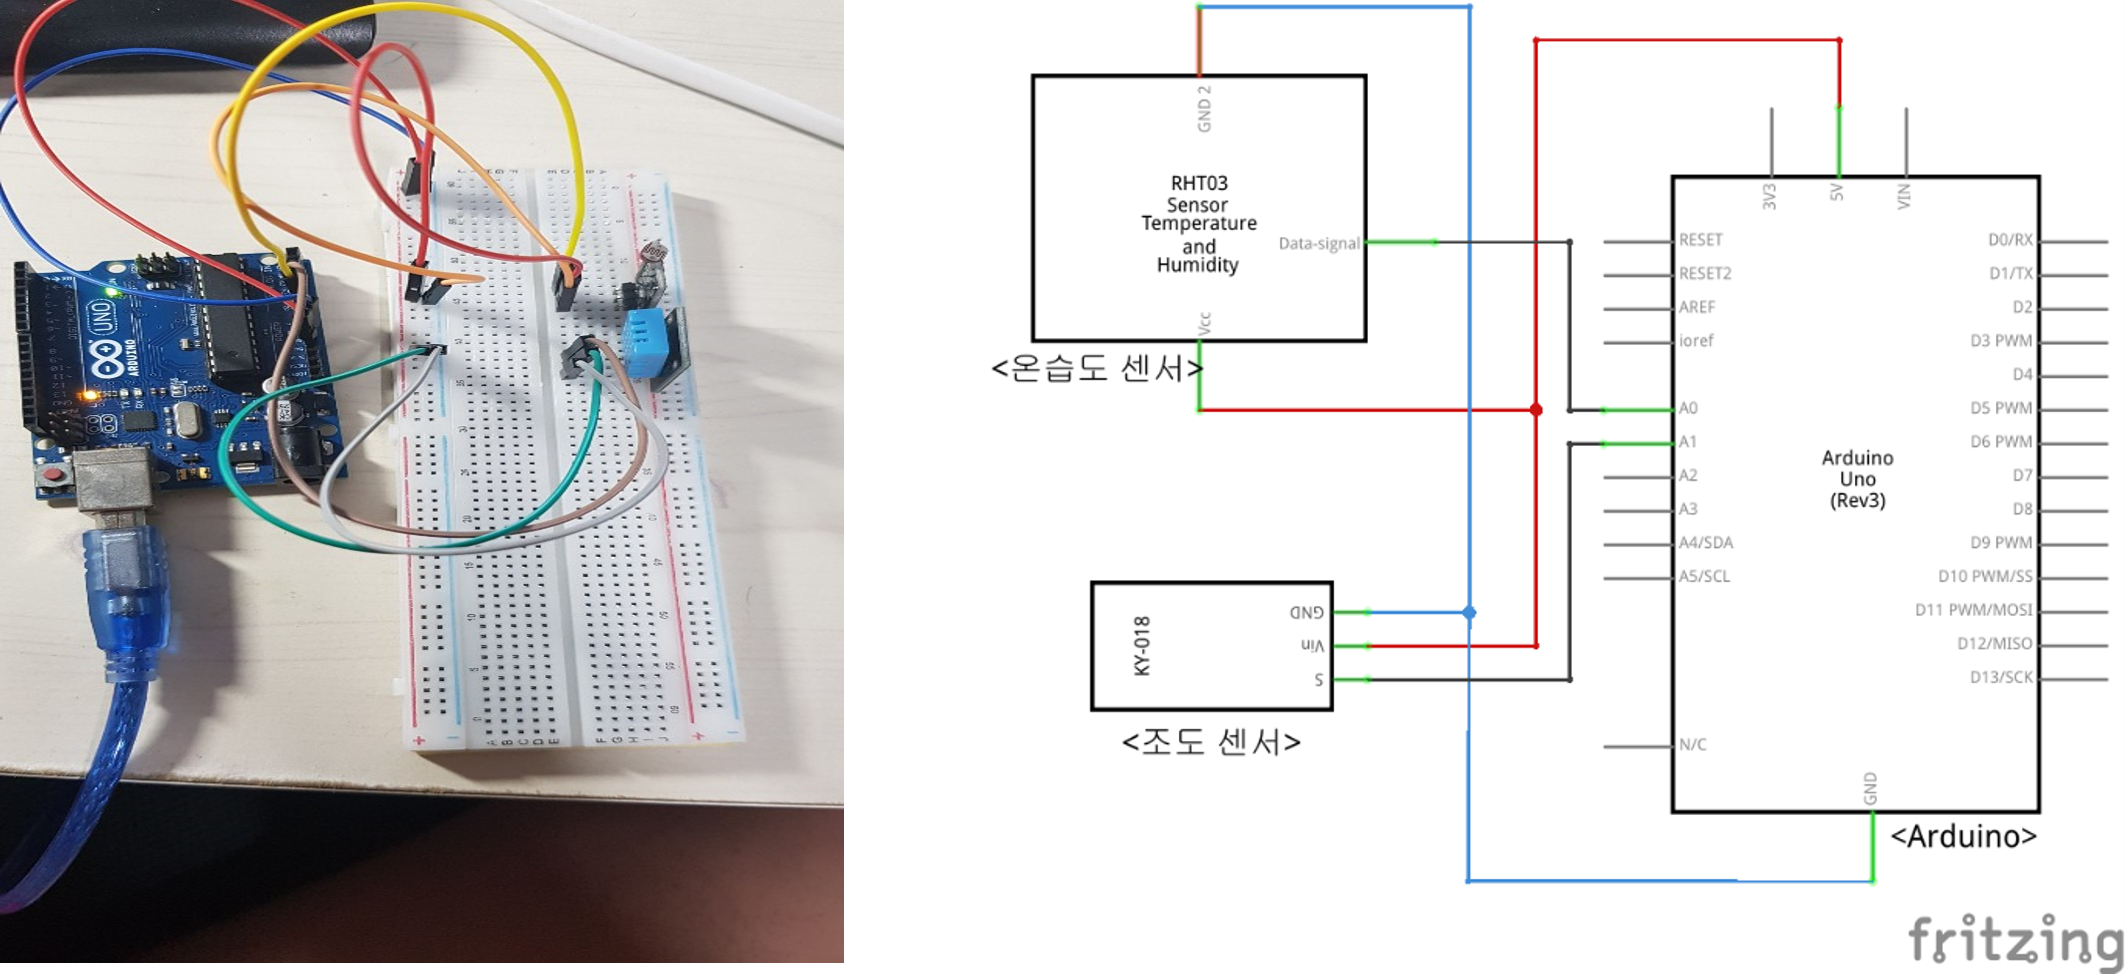 UNO
ARDUINO
GND 2
RHT03
Sensor
Temperature
and
Humidity
Data-signal
Vcc
<온습도 센서>
KY-018
GND
Vin
S
<조도 센서>
3V3
5V
VIN
RESET
RESET2
AREF
ioref
A0
A1
A2
A3
A4/SDA
A5/SCL
N/C
Arduino
Uno
(Rev3)
D0/RX
D1/TX
D2
D3 PWM
D4
D5 PWM
D6 PWM
D7
D8
D9 PWM
D10 PWM/SS
D11 PWM/MOSI
D12/MISO
D13/SCK
GND
<Arduino>
fritzing